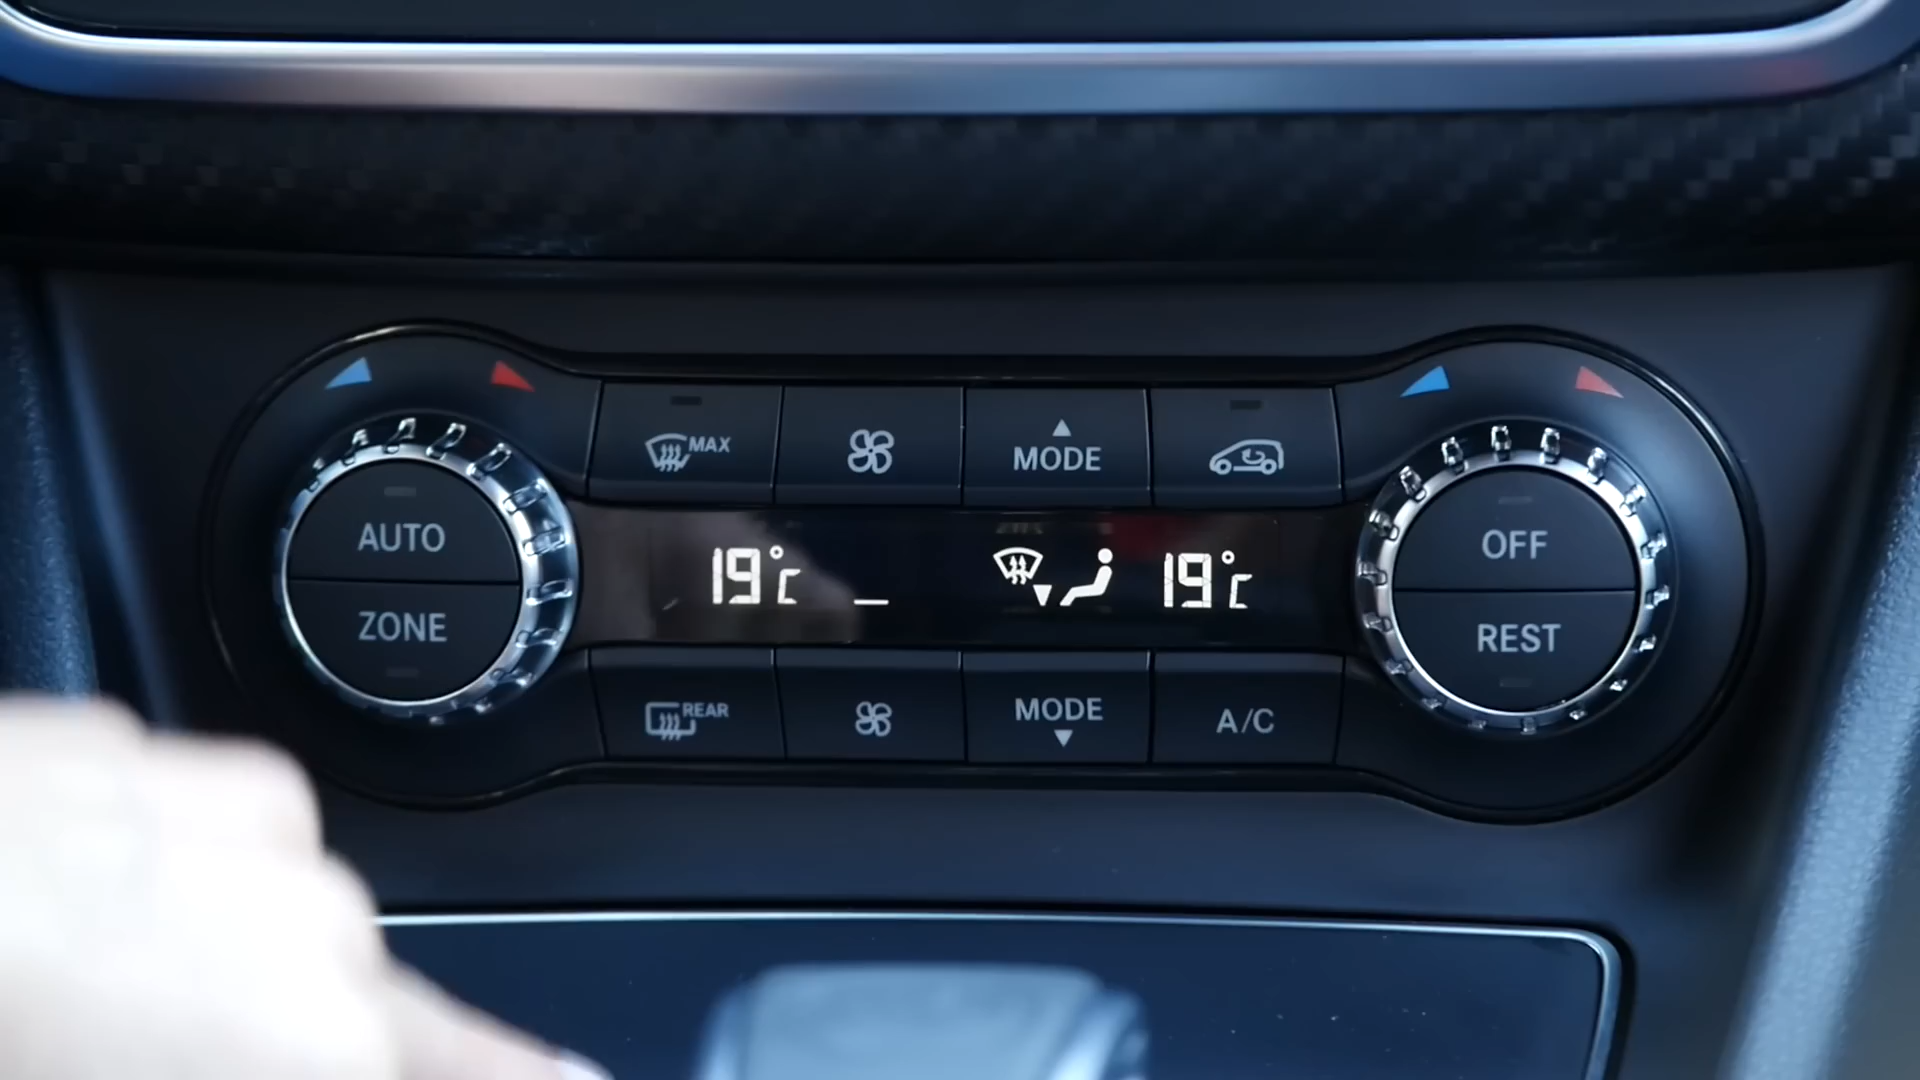 MAX
MODE
AUTO
ZONE
19°C
19°C
OFF
REST
REAR
MODE
A/C